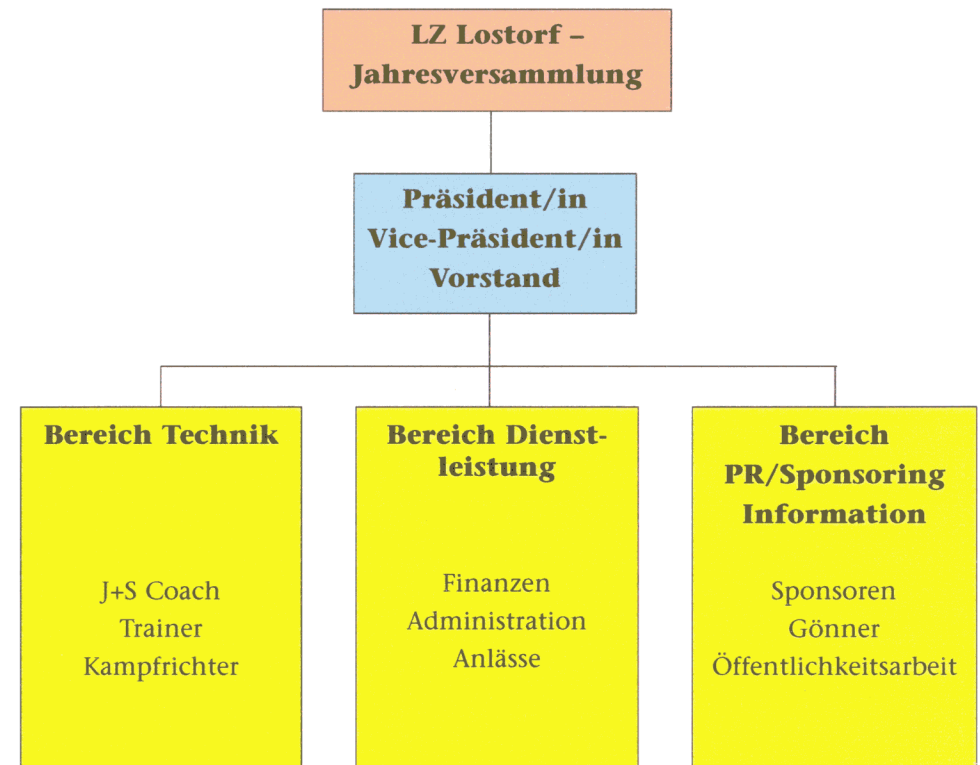 LZ Lostorf –
Jahresversammlung
Präsident/in
Vice-Präsident/in
Vorstand
Bereich Technik
J+S Coach
Trainer
Kampfrichter
Bereich Dienst-
leistung
Finanzen
Administration
Anlässe
Bereich
PR/Sponsoring
Information
Sponsoren
Gönner
Öffentlichkeitsarbeit